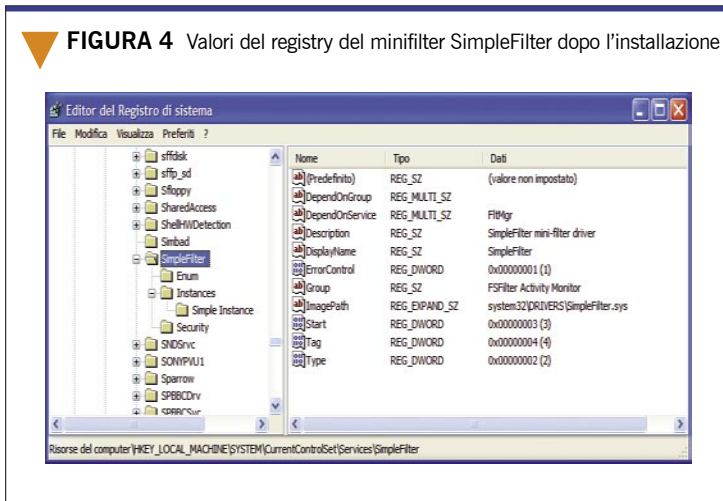 FIGURA 4 Valori del registry del minifilter SimpleFilter dopo l'installazione
Editor del Registro di sistema
File Modifica Visualizza Preferiti ?
sffdisk
sffp_sd
Sfloppy
SharedAccess
ShellHWDetection
Simbad
SimpleFilter
Enum
Instances
Simple Instance
Security
SNDSrvc
SONYPVU1
Sparrow
SPBBCDrv
SPBBCSvc
Nome Tipo Dati
(Predefinito) REG_SZ (valore non impostato)
DependOnGroup REG_MULTI_SZ
DependOnService REG_MULTI_SZ FltMgr
Description REG_SZ SimpleFilter mini-filter driver
DisplayName REG_SZ SimpleFilter
ErrorControl REG_DWORD 0x00000001 (1)
Group REG_SZ FSFilter Activity Monitor
ImagePath REG_EXPAND_SZ system32\DRIVERS\SimpleFilter.sys
Start REG_DWORD 0x00000003 (3)
Tag REG_DWORD 0x00000004 (4)
Type REG_DWORD 0x00000002 (2)
Risorse del computer\HKEY_LOCAL_MACHINE\SYSTEM\CurrentControlSet\Services\SimpleFilter